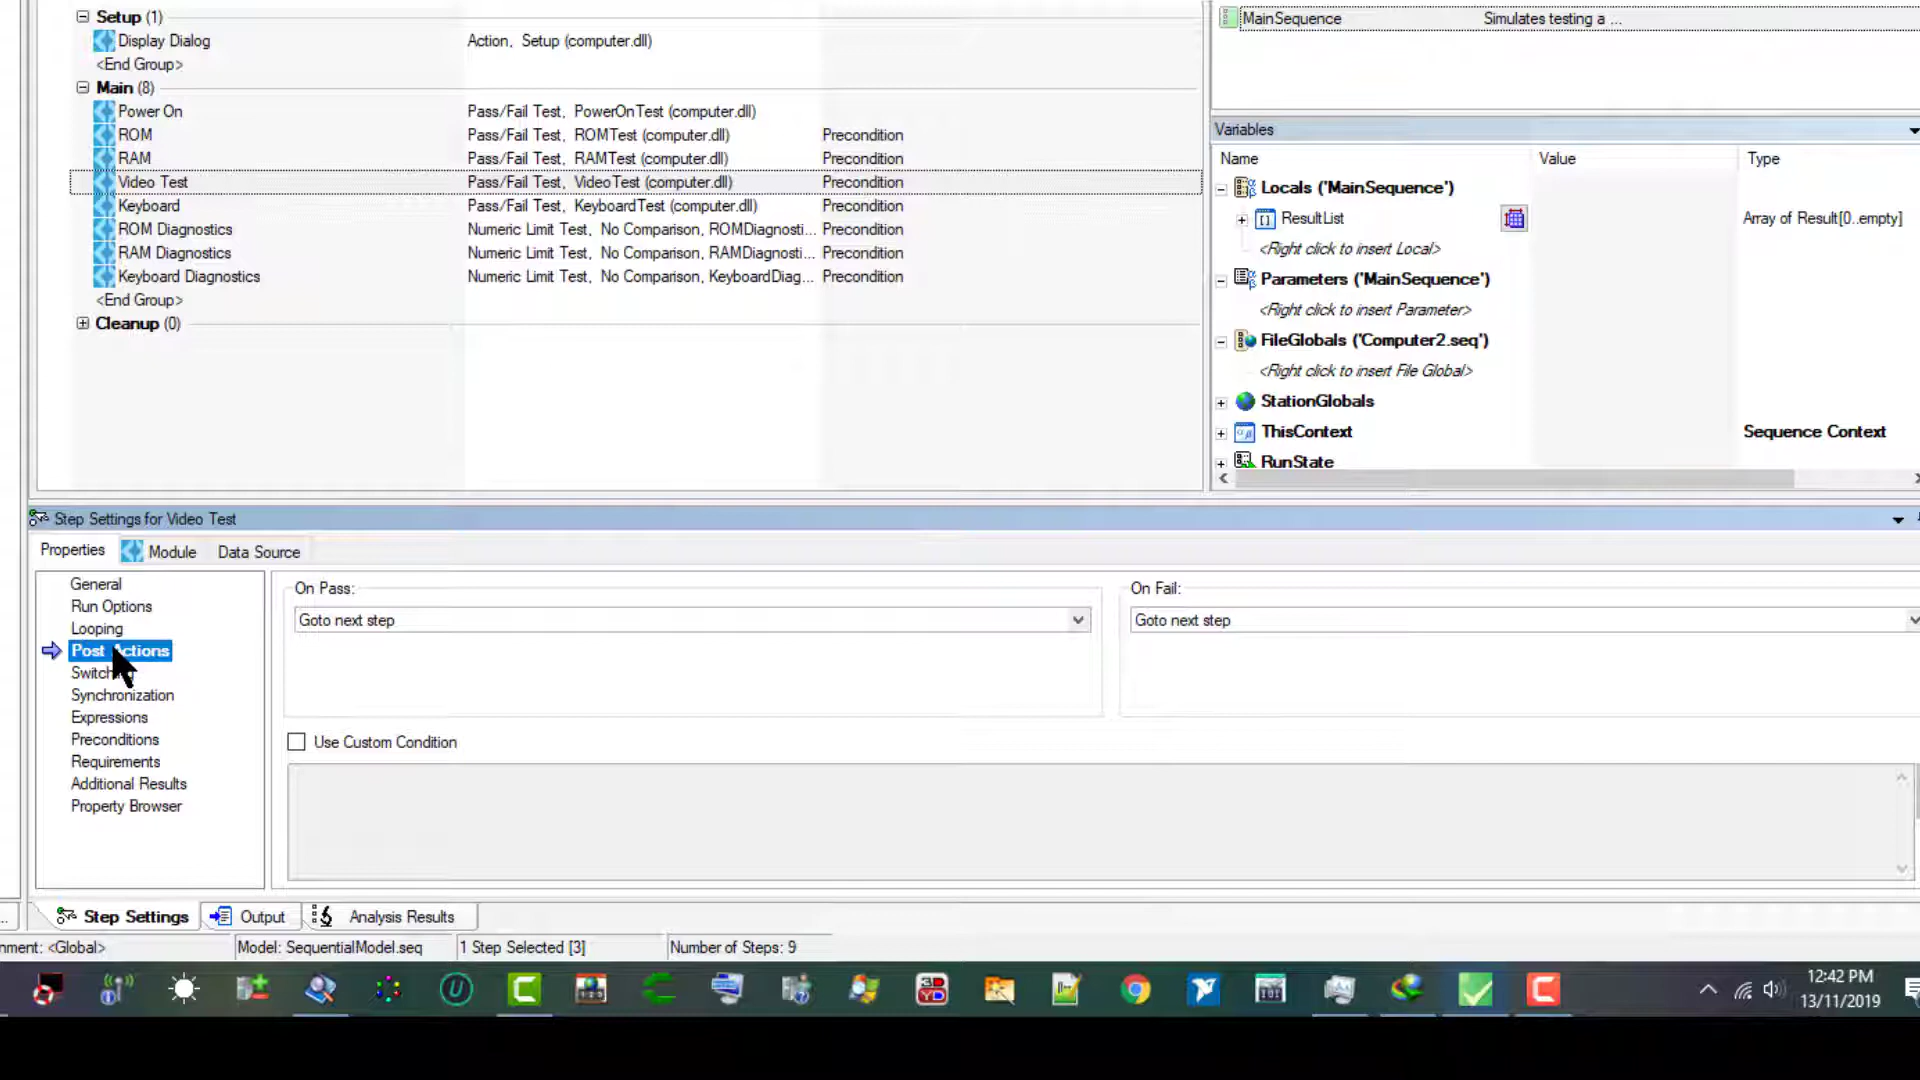 Setup (1)
Display Dialog Action, Setup (computer.dll)
<End Group>
Main (8)
Power On Pass/Fail Test, PowerOnTest (computer.dll)
ROM Pass/Fail Test, ROMTest (computer.dll) Precondition
RAM Pass/Fail Test, RAMTest (computer.dll) Precondition
Video Test Pass/Fail Test, VideoTest (computer.dll) Precondition
Keyboard Pass/Fail Test, KeyboardTest (computer.dll) Precondition
ROM Diagnostics Numeric Limit Test, No Comparison, ROMDiagnosti... Precondition
RAM Diagnostics Numeric Limit Test, No Comparison, RAMDiagnosti... Precondition
Keyboard Diagnostics Numeric Limit Test, No Comparison, KeyboardDiag... Precondition
<End Group>
Cleanup (0)
MainSequence Simulates testing a ...
Variables
Name Value Type
Locals ('MainSequence')
ResultList Array of Result[0..empty]
<Right click to insert Local>
Parameters ('MainSequence')
<Right click to insert Parameter>
FileGlobals ('Computer2.seq')
<Right click to insert File Global>
StationGlobals
ThisContext Sequence Context
RunState
Step Settings for Video Test
Properties Module Data Source
General
Run Options
Looping
Post Actions
Synchronization
Expressions
Preconditions
Requirements
Additional Results
Property Browser
On Pass:
Goto next step
On Fail:
Goto next step
Use Custom Condition
Step Settings Output Analysis Results
<Global> Model: SequentialModel.seq 1 Step Selected [3] Number of Steps: 9
12:42 PM
13/11/2019